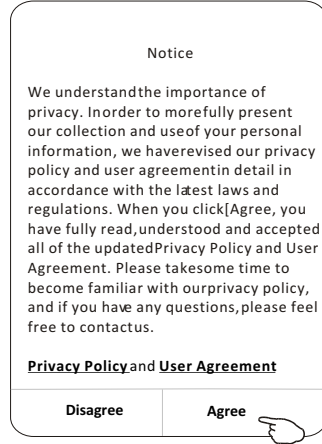 Notice
We understandthe importance of
privacy. Inorder to morefully present
our collection and useof your personal
information, we haverevised our privacy
policy and user agreementin detail in
accordance with the latest laws and
regulations. When you click[Agree, you
have fully read,understood and accepted
all of the updatedPrivacy Policy and User
Agreement. Please takesome time to
become familiar with ourprivacy policy,
and if you have any questions,please feel
free to contactus.
Privacy Policy and User Agreement
Disagree Agree